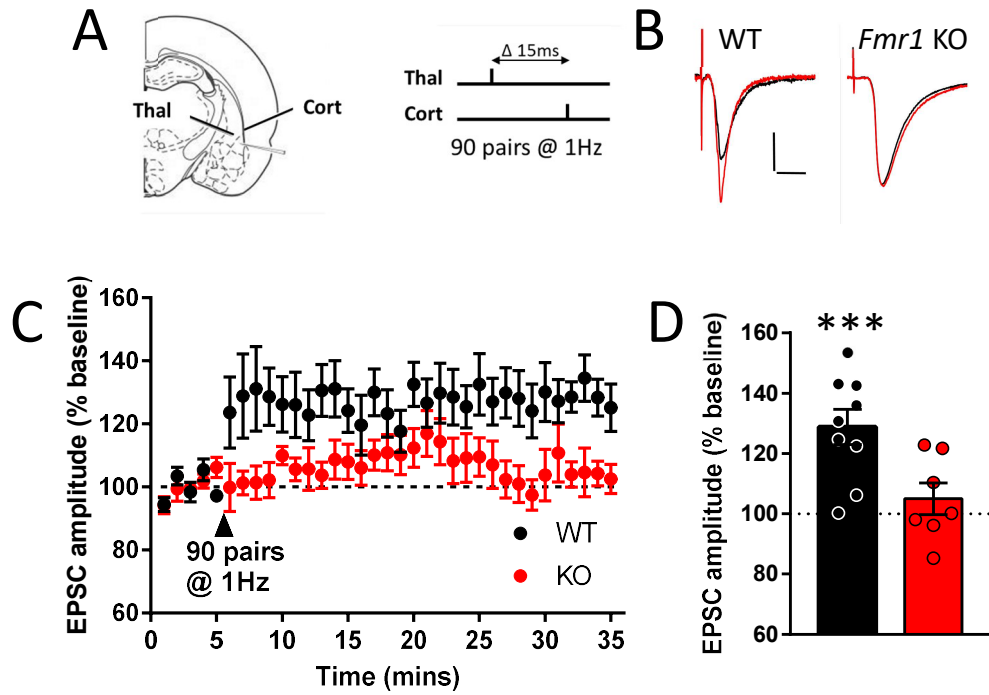 A
Thal
Cort
Δ 15ms
Thal
Cort
90 pairs @ 1Hz
B
WT
Fmr1 KO
C
EPSC amplitude (% baseline)
160
140
120
100
80
60
90 pairs
@ 1Hz
WT
KO
0
5
10
15
20
25
30
35
Time (mins)
D
EPSC amplitude (% baseline)
160
140
120
100
80
60
***